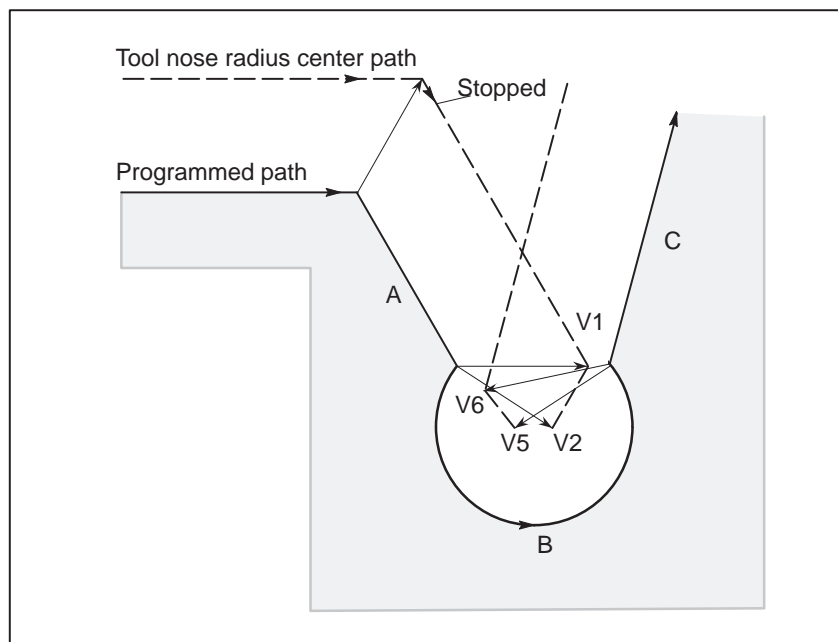 Tool nose radius center path
Stopped
Programmed path
C
A
V1
V6
V5
V2
B